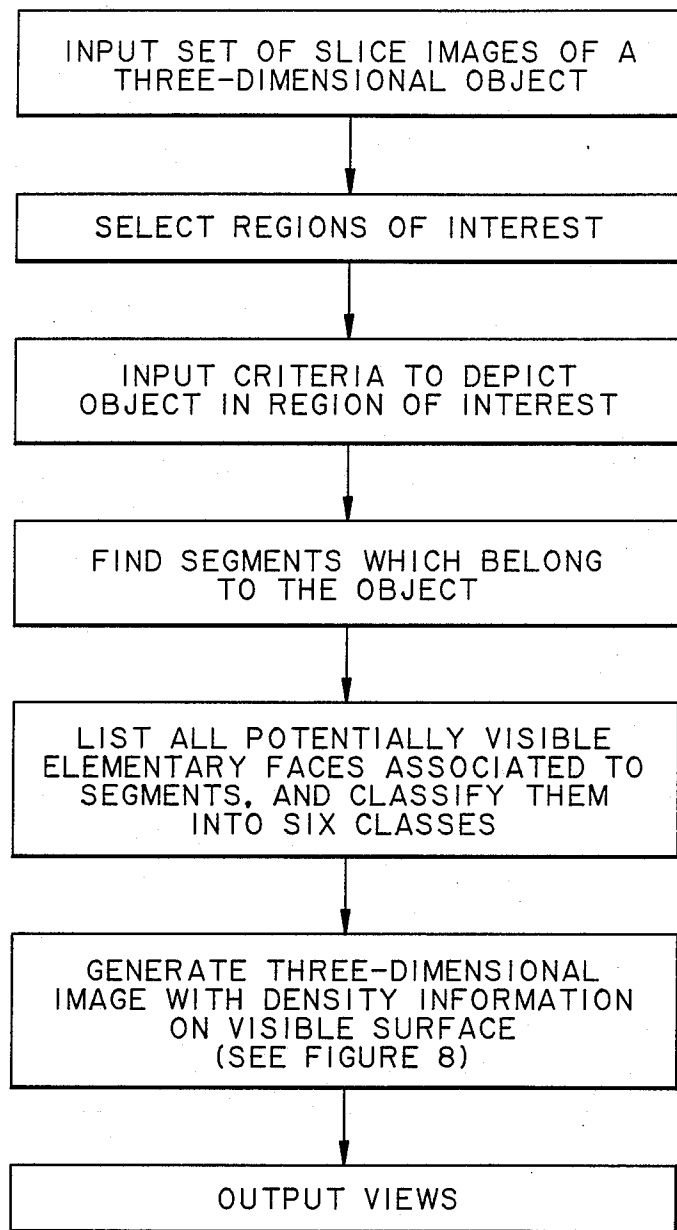 INPUT SET OF SLICE IMAGES OF A
THREE-DIMENSIONAL OBJECT
SELECT REGIONS OF INTEREST
INPUT CRITERIA TO DEPICT
OBJECT IN REGION OF INTEREST
FIND SEGMENTS WHICH BELONG
TO THE OBJECT
LIST ALL POTENTIALLY VISIBLE
ELEMENTARY FACES ASSOCIATED TO
SEGMENTS, AND CLASSIFY THEM
INTO SIX CLASSES
GENERATE THREE-DIMENSIONAL
IMAGE WITH DENSITY INFORMATION
ON VISIBLE SURFACE
(SEE FIGURE 8)
OUTPUT VIEWS